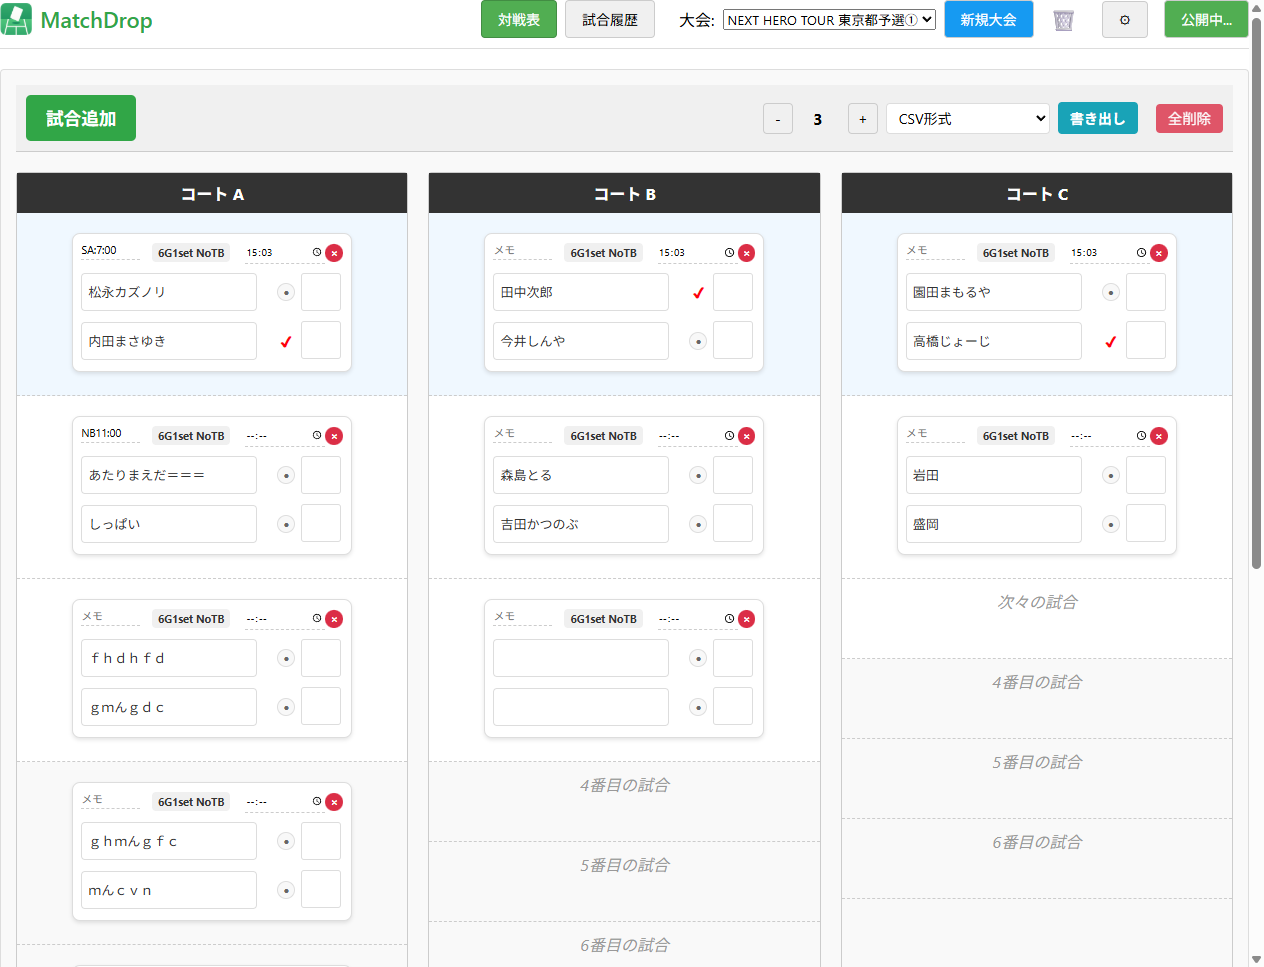 MatchDrop
対戦表
試合履歴
大会:
NEXT HERO TOUR 東京都予選①
新規大会
公開中...
試合追加
-
3
+
CSV形式
書き出し
全削除
コート A
SA:7:00
6G1set NoTB
15:03
松永カズノリ
内田まさゆき
NB11:00
6G1set NoTB
--:--
あたりまえだ＝＝＝
しっぱい
メモ
6G1set NoTB
--:--
ｆｈｄｈｆｄ
ｇｍんｇｄｃ
メモ
6G1set NoTB
--:--
ｇｈｍんｇｆｃ
ｍんｃｖｎ
コート B
メモ
6G1set NoTB
15:03
田中次郎
今井しんや
メモ
6G1set NoTB
--:--
森島とる
吉田かつのぶ
メモ
6G1set NoTB
--:--
4番目の試合
5番目の試合
6番目の試合
コート C
メモ
6G1set NoTB
15:03
園田まもるや
高橋じょーじ
メモ
6G1set NoTB
--:--
岩田
盛岡
次々の試合
4番目の試合
5番目の試合
6番目の試合